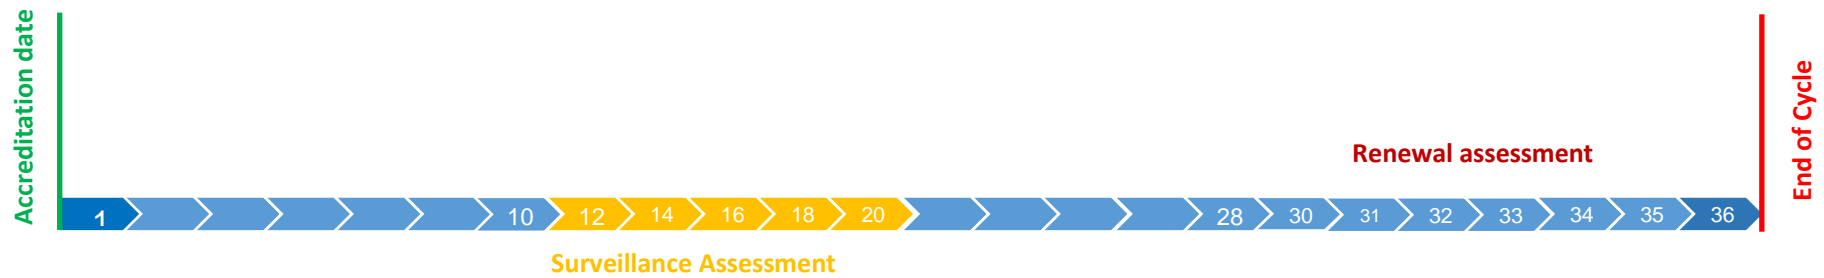 Accreditation date
End of Cycle
Renewal assessment
1 10 12 14 16 18 20 28 30 31 32 33 34 35 36
Surveillance Assessment